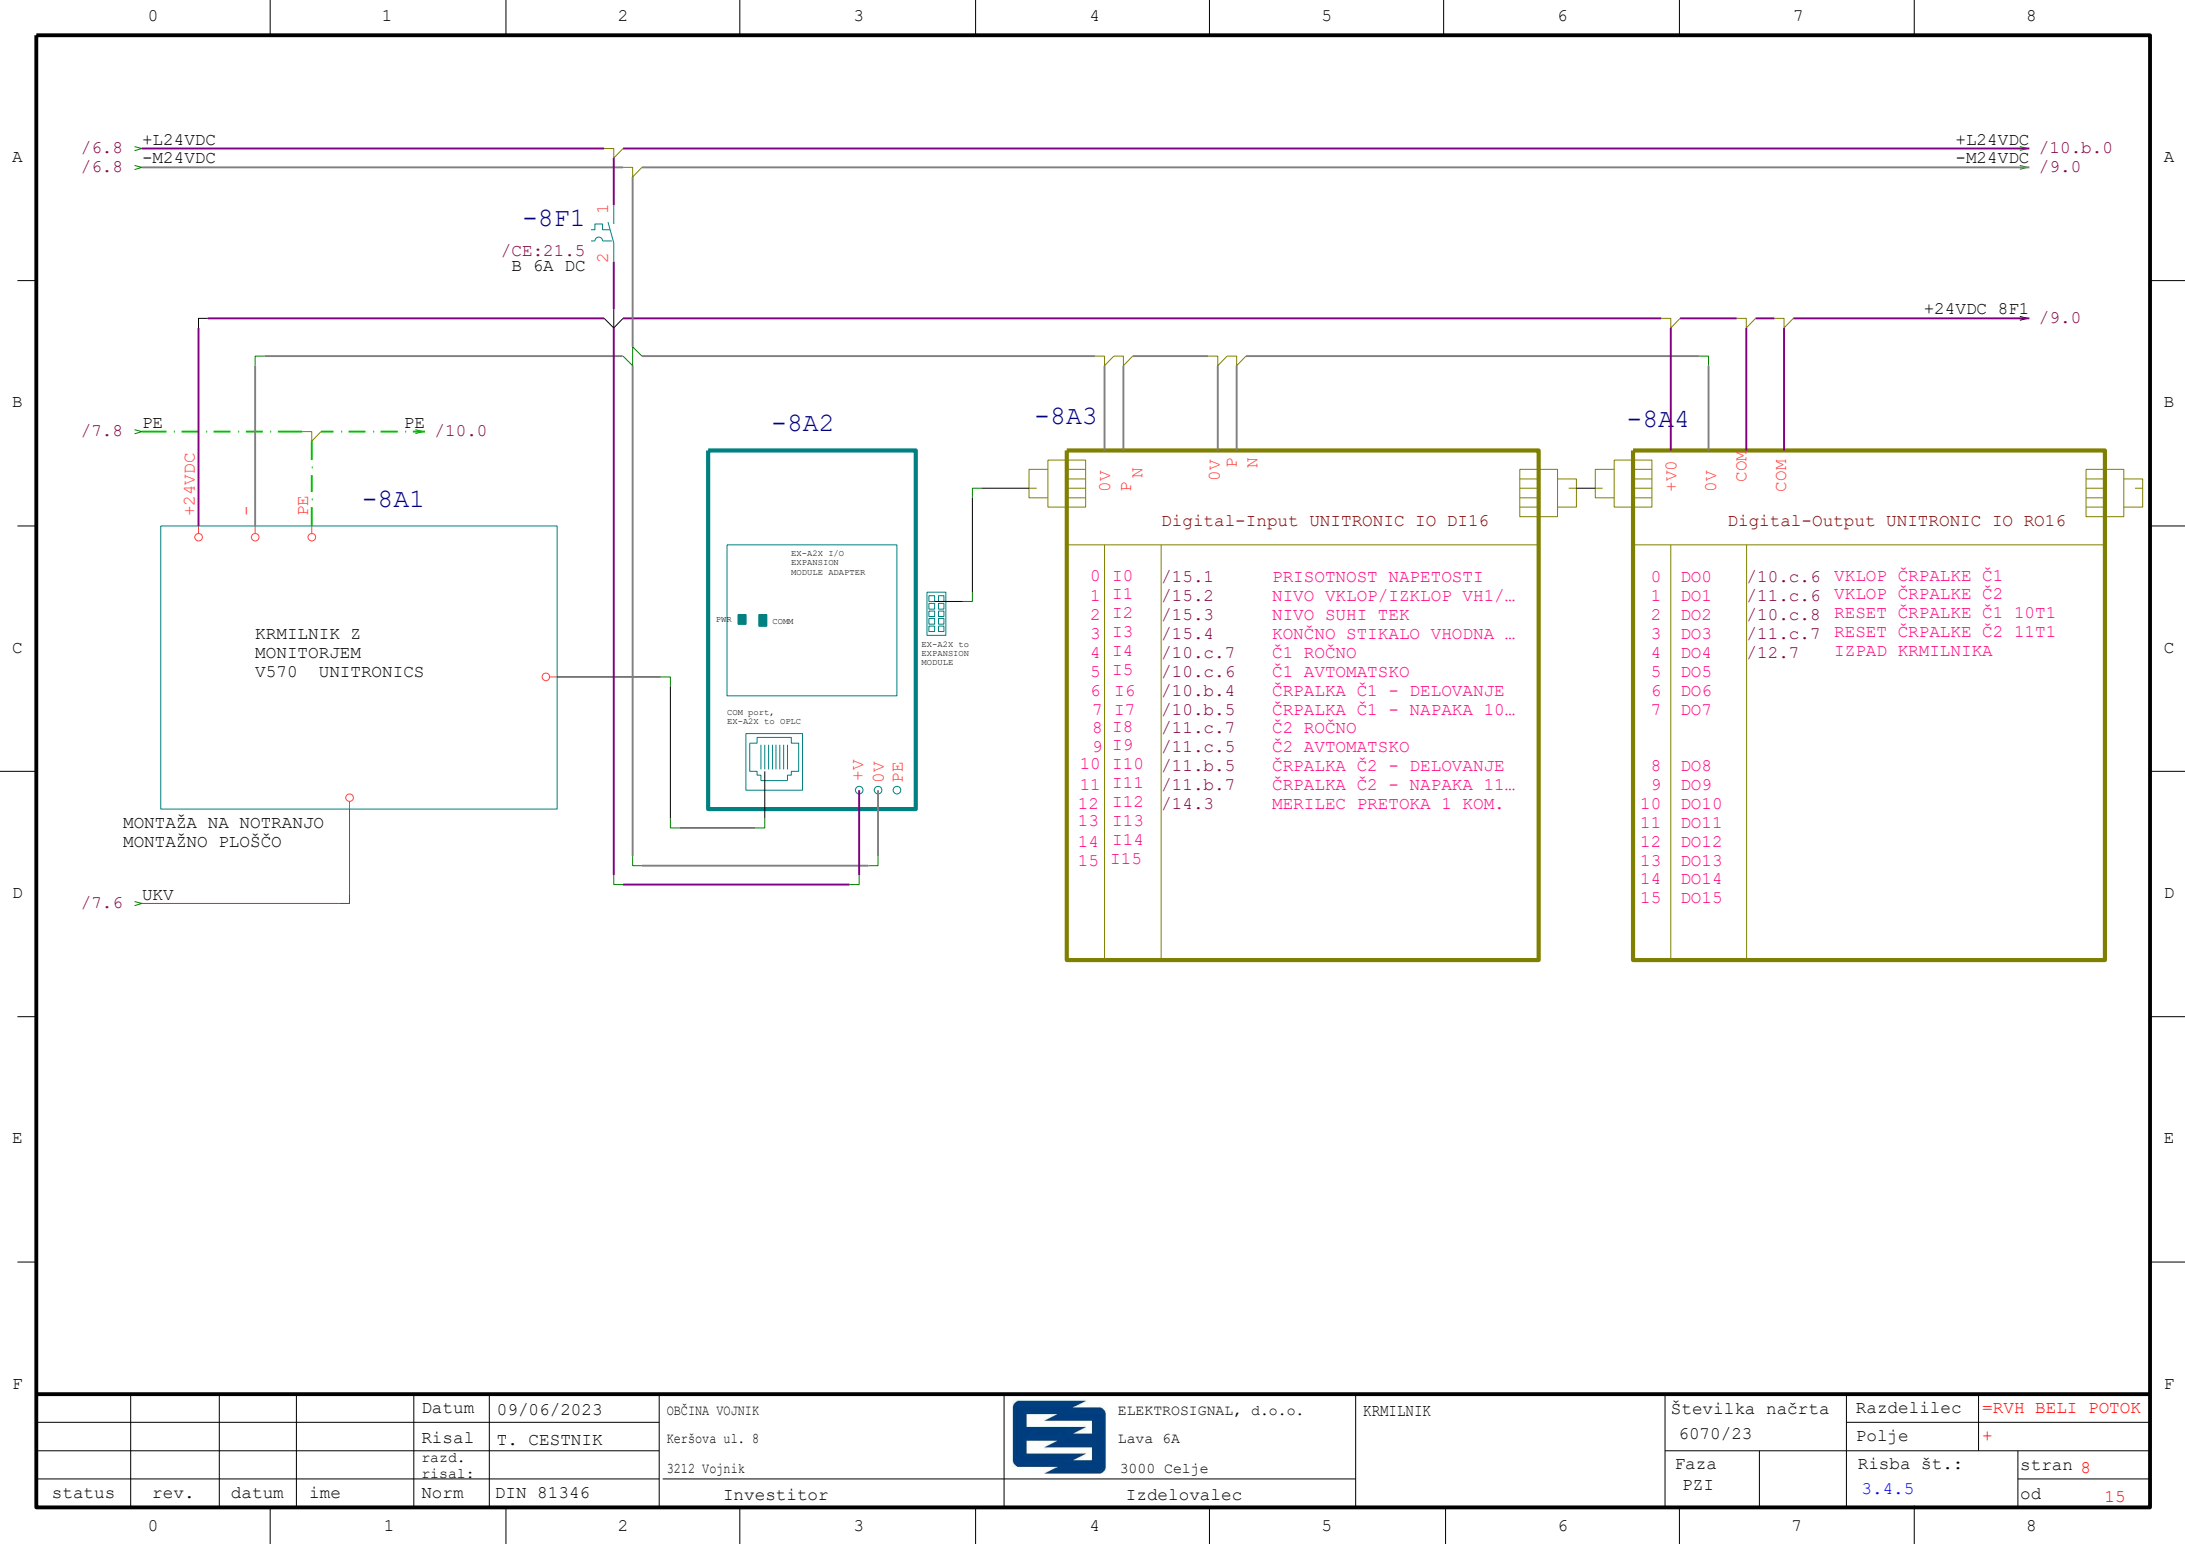 0 1 2 3 4 5 6 7 8
A A
/6.8 +L24VDC +L24VDC /10.b.0
/6.8 -M24VDC -M24VDC /9.0
-8F1 1
/CE:21.5
B 6A DC 2
+24VDC 8F1 /9.0
B B
/7.8 PE PE /10.0
-8A2 -8A3 -8A4
+24VDC - PE -8A1
0V P N 0V P N
+V0 0V COM COM
Digital-Input UNITRONIC IO DI16
Digital-Output UNITRONIC IO RO16
EX-A2X I/O
EXPANSION
MODULE ADAPTER
PWR COMM
EX-A2X to
EXPANSION
MODULE
COM port,
EX-A2X to OPLC
+V 0V PE
C C
KRMILNIK Z
MONITORJEM
V570 UNITRONICS
MONTAŽA NA NOTRANJO
MONTAŽNO PLOŠČO
/7.6 UKV
0 I0 /15.1 PRISOTNOST NAPETOSTI
1 I1 /15.2 NIVO VKLOP/IZKLOP VH1/…
2 I2 /15.3 NIVO SUHI TEK
3 I3 /15.4 KONČNO STIKALO VHODNA …
4 I4 /10.c.7 Č1 ROČNO
5 I5 /10.c.6 Č1 AVTOMATSKO
6 I6 /10.b.4 ČRPALKA Č1 - DELOVANJE
7 I7 /10.b.5 ČRPALKA Č1 - NAPAKA 10…
8 I8 /11.c.7 Č2 ROČNO
9 I9 /11.c.5 Č2 AVTOMATSKO
10 I10 /11.b.5 ČRPALKA Č2 - DELOVANJE
11 I11 /11.b.7 ČRPALKA Č2 - NAPAKA 11…
12 I12 /14.3 MERILEC PRETOKA 1 KOM.
13 I13
14 I14
15 I15
0 DO0 /10.c.6 VKLOP ČRPALKE Č1
1 DO1 /11.c.6 VKLOP ČRPALKE Č2
2 DO2 /10.c.8 RESET ČRPALKE Č1 10T1
3 DO3 /11.c.7 RESET ČRPALKE Č2 11T1
4 DO4 /12.7 IZPAD KRMILNIKA
5 DO5
6 DO6
7 DO7
8 DO8
9 DO9
10 DO10
11 DO11
12 DO12
13 DO13
14 DO14
15 DO15
D D
E E
F F
Datum 09/06/2023
Risal T. CESTNIK
razd.
risal:
status rev. datum ime Norm DIN 81346
OBČINA VOJNIK
Keršova ul. 8
3212 Vojnik
Investitor
ELEKTROSIGNAL, d.o.o.
Lava 6A
3000 Celje
Izdelovalec
KRMILNIK
Številka načrta
6070/23
Faza
PZI
Razdelilec =RVH BELI POTOK
Polje +
Risba št.:
3.4.5
stran 8
od 15
0 1 2 3 4 5 6 7 8